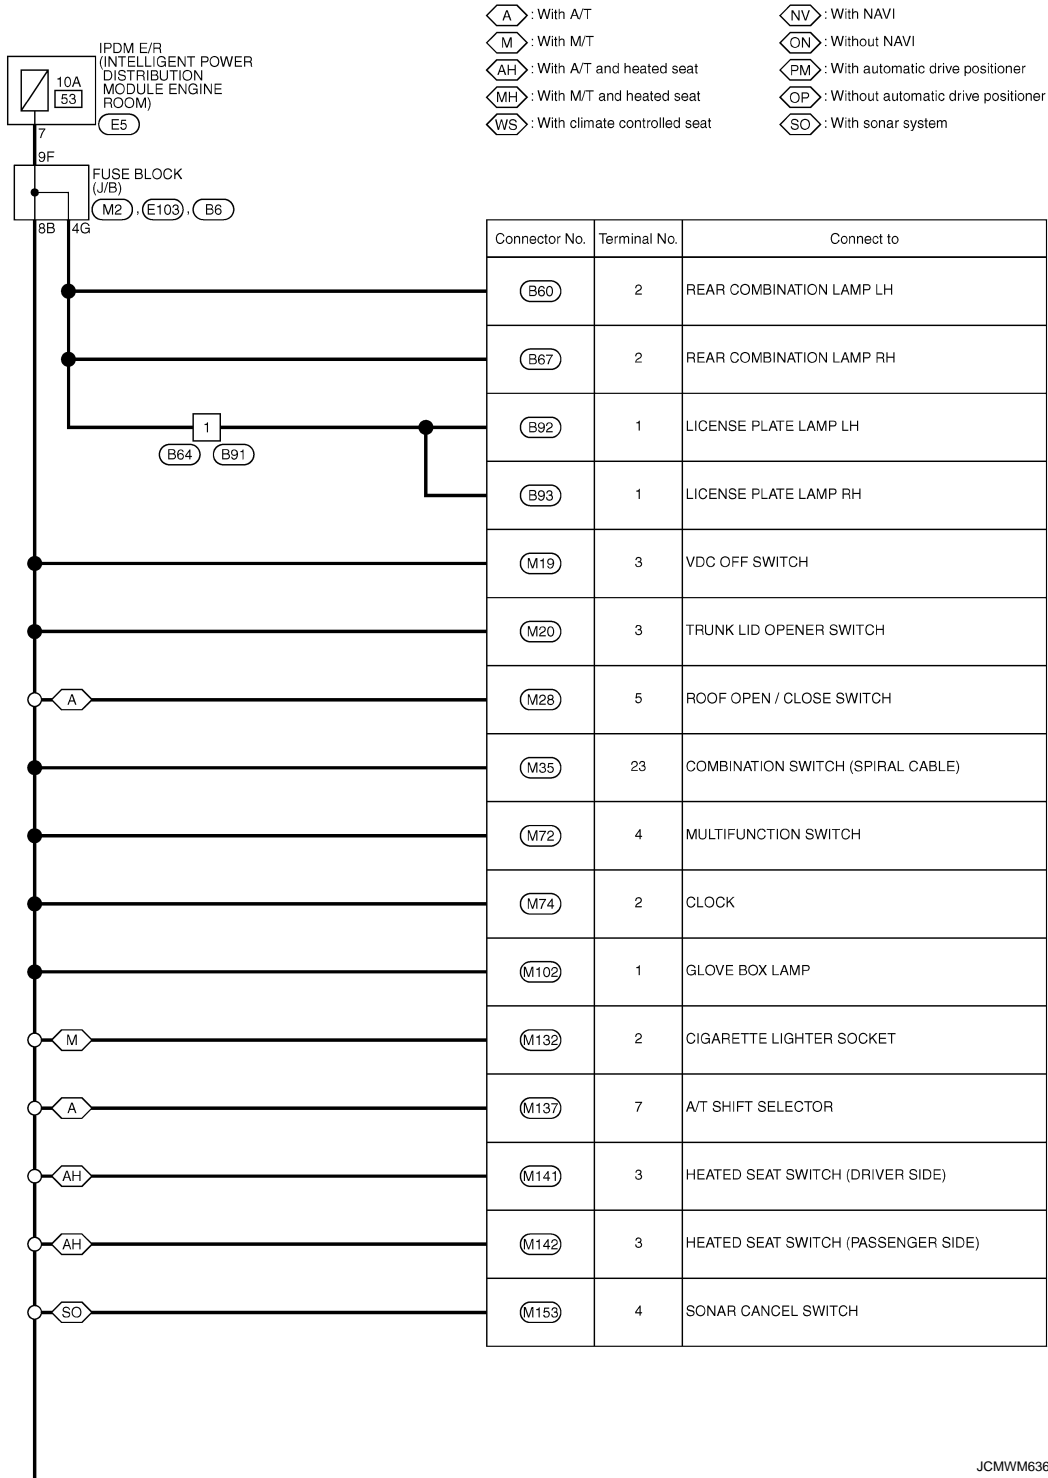 A : With A/T
M : With M/T
AH : With A/T and heated seat
MH : With M/T and heated seat
WS : With climate controlled seat
NV : With NAVI
ON : Without NAVI
PM : With automatic drive positioner
OP : Without automatic drive positioner
SO : With sonar system
IPDM E/R
(INTELLIGENT POWER
DISTRIBUTION
MODULE ENGINE
ROOM)
10A
53
E5
7
9F
FUSE BLOCK
(J/B)
M2 , E103 , B6
8B 4G
Connector No. Terminal No. Connect to
B60 2 REAR COMBINATION LAMP LH
B67 2 REAR COMBINATION LAMP RH
1 B92 1 LICENSE PLATE LAMP LH
B64 B91
B93 1 LICENSE PLATE LAMP RH
M19 3 VDC OFF SWITCH
M20 3 TRUNK LID OPENER SWITCH
A M28 5 ROOF OPEN / CLOSE SWITCH
M35 23 COMBINATION SWITCH (SPIRAL CABLE)
M72 4 MULTIFUNCTION SWITCH
M74 2 CLOCK
M102 1 GLOVE BOX LAMP
M M132 2 CIGARETTE LIGHTER SOCKET
A M137 7 A/T SHIFT SELECTOR
AH M141 3 HEATED SEAT SWITCH (DRIVER SIDE)
AH M142 3 HEATED SEAT SWITCH (PASSENGER SIDE)
SO M153 4 SONAR CANCEL SWITCH
JCMWM636